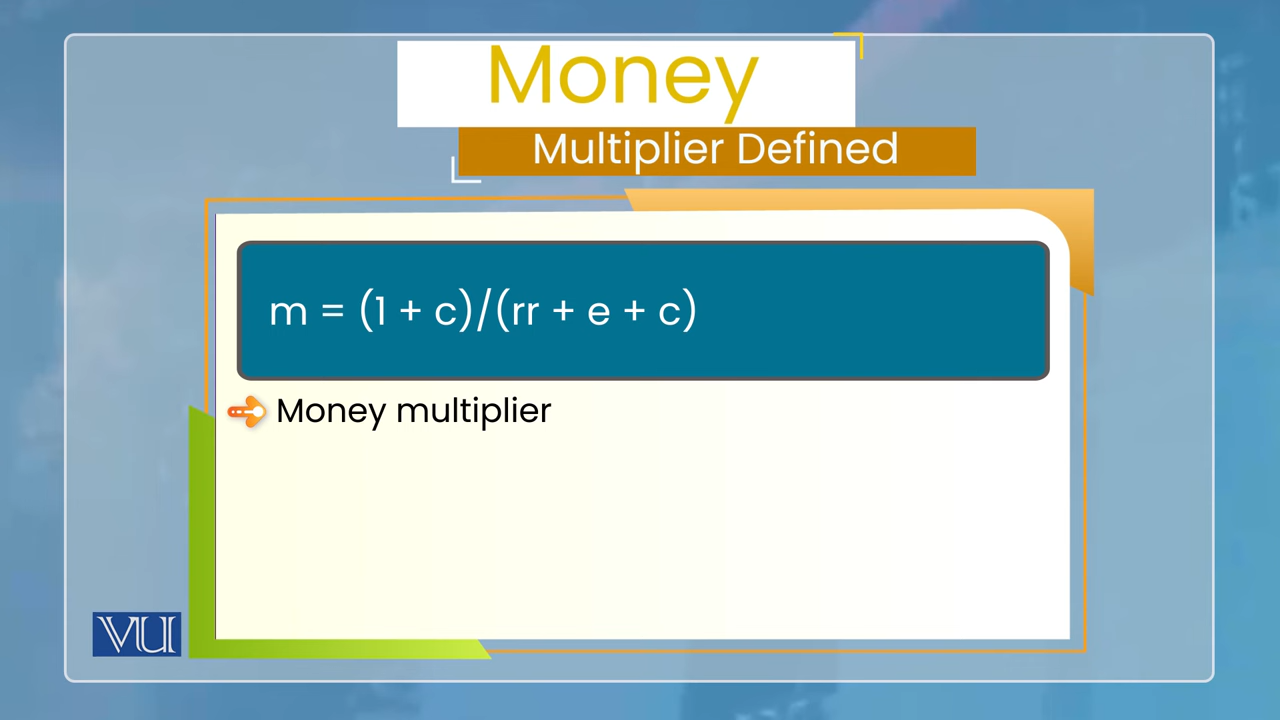 Money
Multiplier Defined
m = (1 + c)/(rr + e + c)
Money multiplier
VU